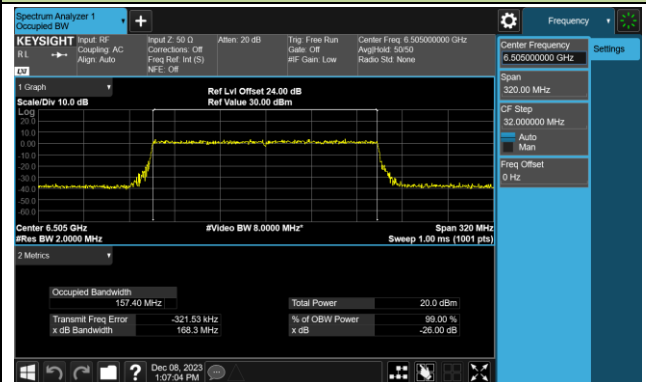 Spectrum Analyzer 1
Occupied BW
Frequency
KEYSIGHT
Input: RF
Coupling: AC
Align: Auto
Input Z: 50 Ω
Corrections: Off
Freq Ref: Int (S)
NFE: Off
Atten: 20 dB
Trig: Free Run
Gate: Off
#IF Gain: Low
Center Freq: 6.505000000 GHz
Avg|Hold: 50/50
Radio Std: None
R L
LXI
1 Graph
Scale/Div 10.0 dB
Ref Lvl Offset 24.00 dB
Ref Value 30.00 dBm
Log
20.0
10.0
0.00
-10.0
-20.0
-30.0
-40.0
-50.0
-60.0
Center 6.505 GHz
#Res BW 2.0000 MHz
#Video BW 8.0000 MHz*
Span 320 MHz
Sweep 1.00 ms (1001 pts)
2 Metrics
Occupied Bandwidth
157.40 MHz
Total Power 20.0 dBm
Transmit Freq Error -321.53 kHz
% of OBW Power 99.00 %
x dB Bandwidth 168.3 MHz
x dB -26.00 dB
Dec 08, 2023
1:07:04 PM
Center Frequency
6.505000000 GHz
Settings
Span
320.00 MHz
CF Step
32.000000 MHz
Auto
Man
Freq Offset
0 Hz